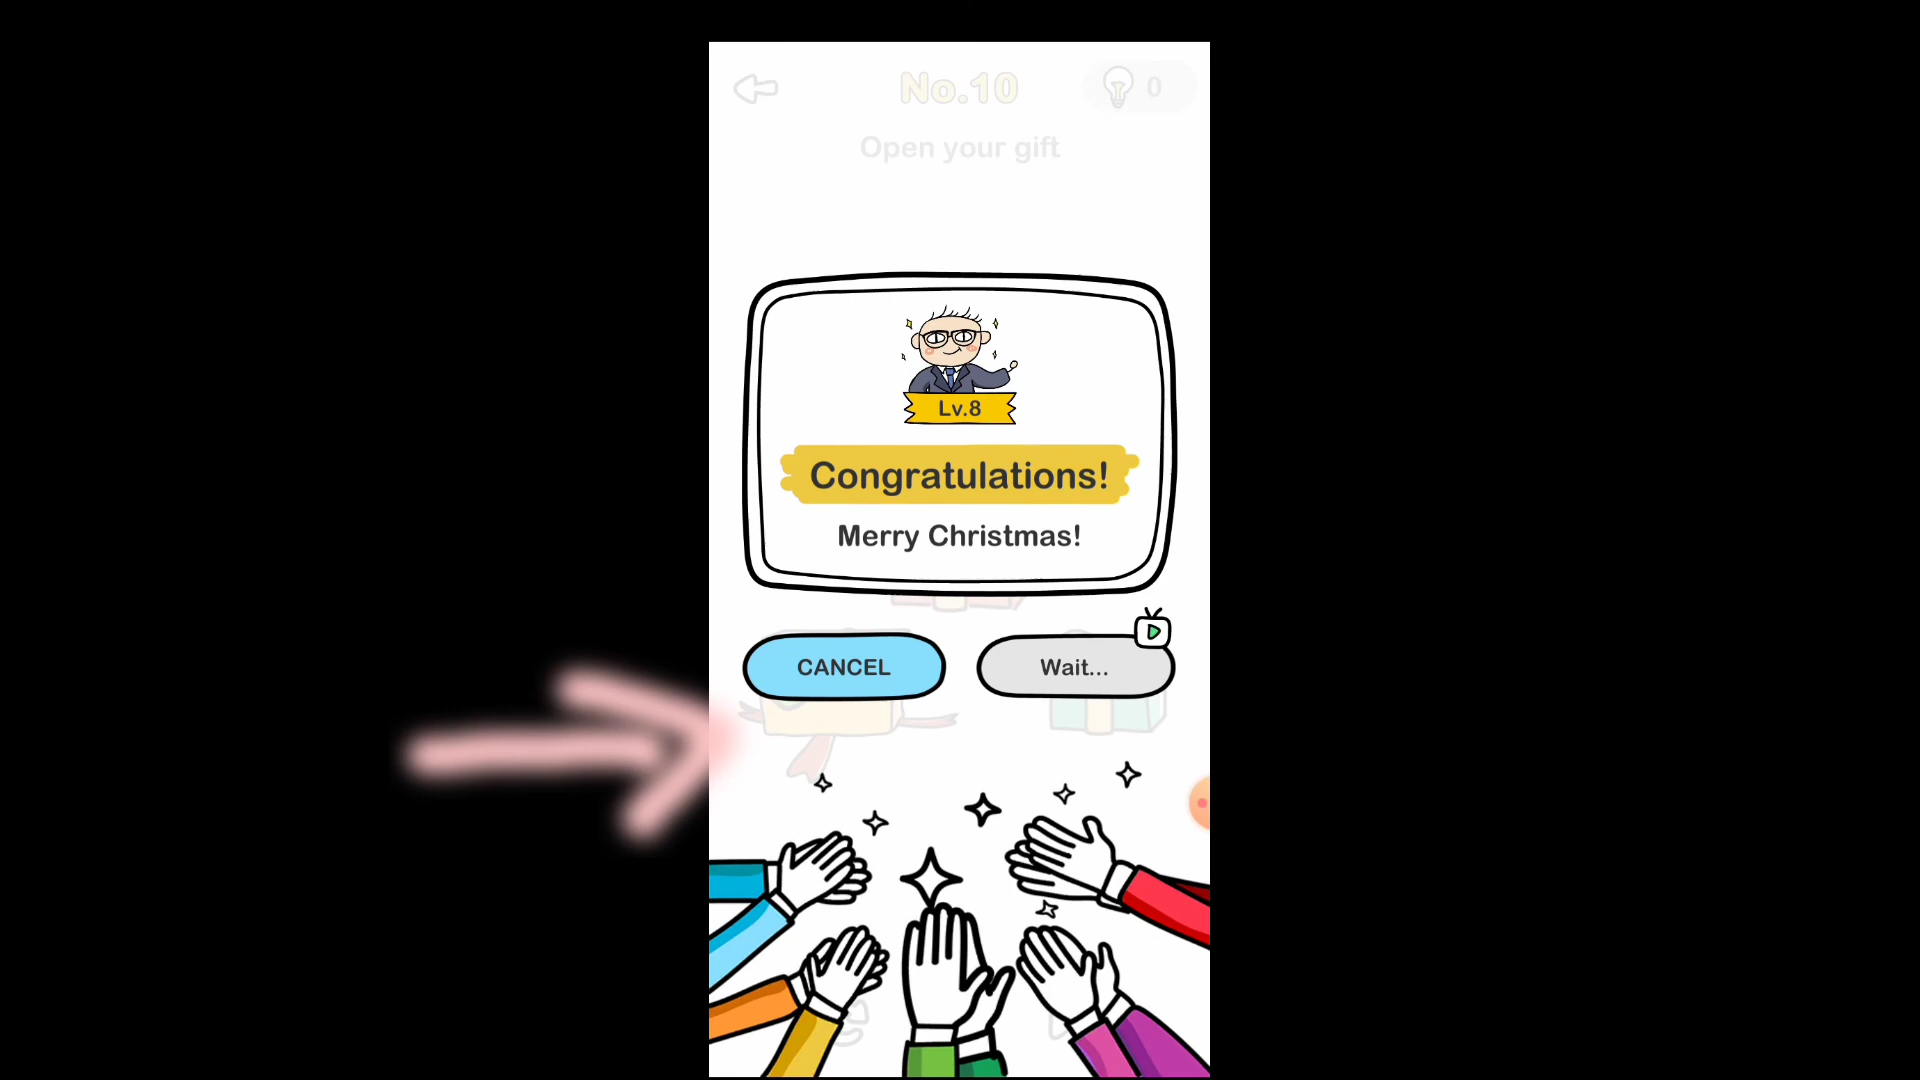 No.10
0
Open your gift
Lv.8
Congratulations!
Merry Christmas!
CANCEL
Wait...